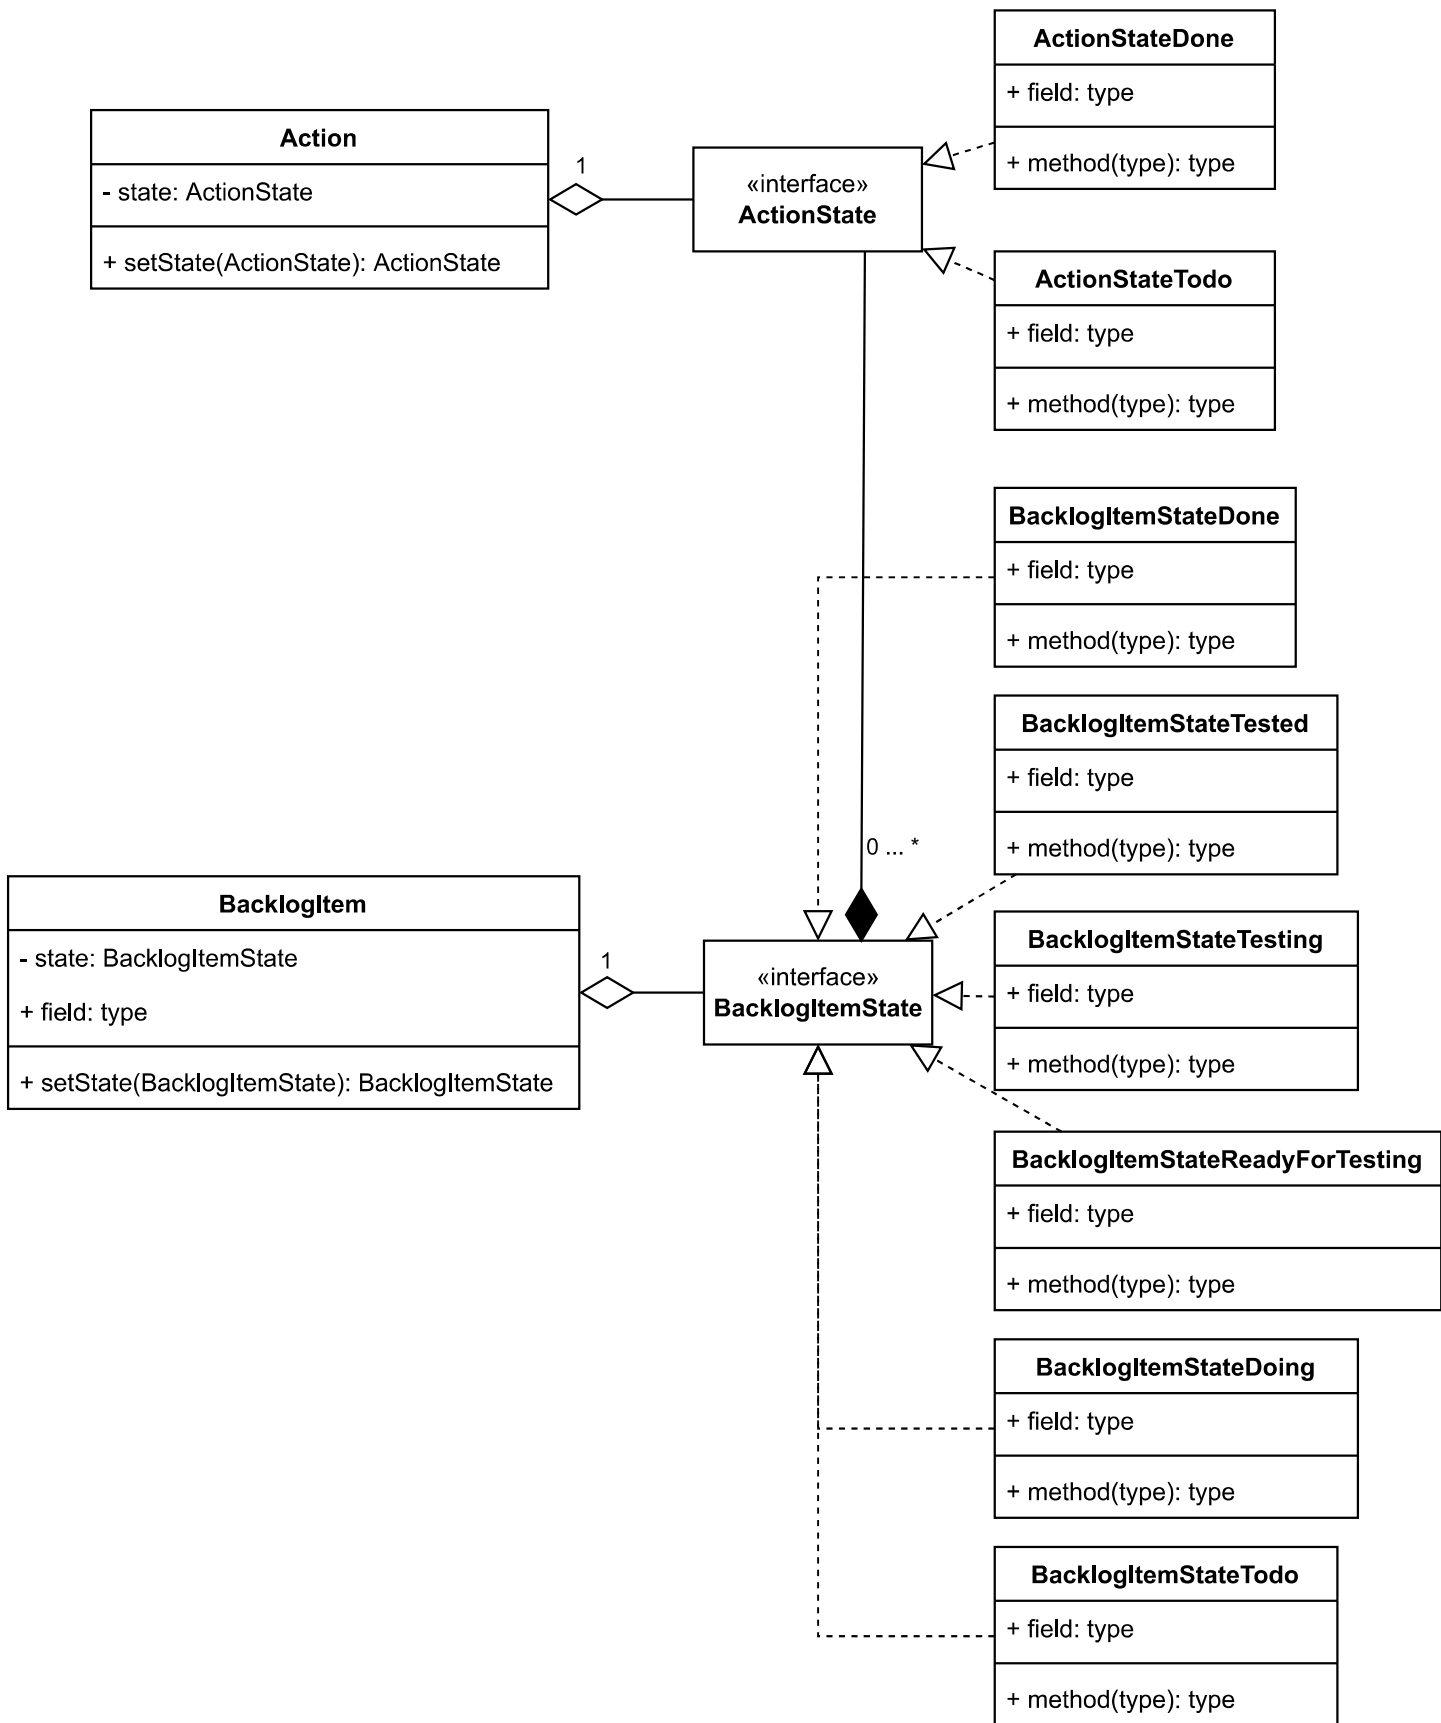 ActionStateDone
+ field: type
+ method(type): type
Action
- state: ActionState
+ setState(ActionState): ActionState
1
«interface»
ActionState
ActionStateTodo
+ field: type
+ method(type): type
BacklogItemStateDone
+ field: type
+ method(type): type
BacklogItemStateTested
+ field: type
+ method(type): type
0 ... *
BacklogItem
- state: BacklogItemState
+ field: type
+ setState(BacklogItemState): BacklogItemState
1
«interface»
BacklogItemState
BacklogItemStateTesting
+ field: type
+ method(type): type
BacklogItemStateReadyForTesting
+ field: type
+ method(type): type
BacklogItemStateDoing
+ field: type
+ method(type): type
BacklogItemStateTodo
+ field: type
+ method(type): type